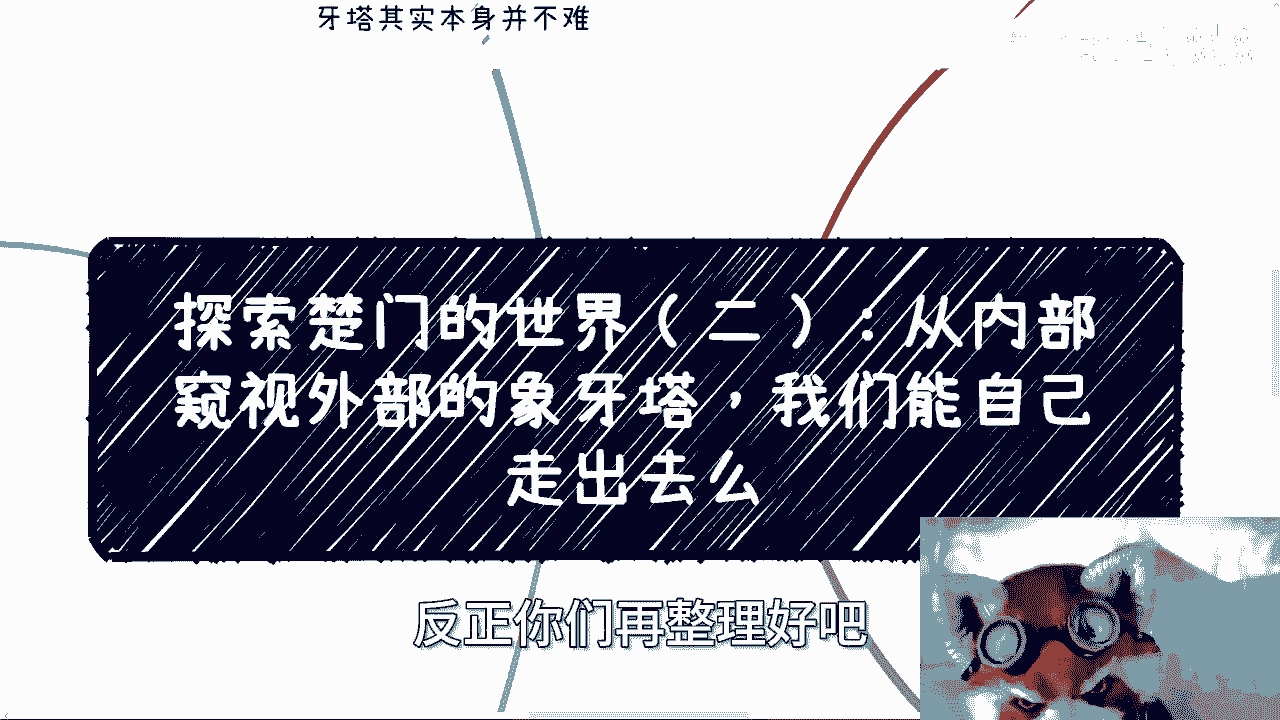 牙塔其实本身并不难
探索楚门的世界（二）：从内部
窥视外部的象牙塔，我们能自己
走出去么
反正你们再整理好吧